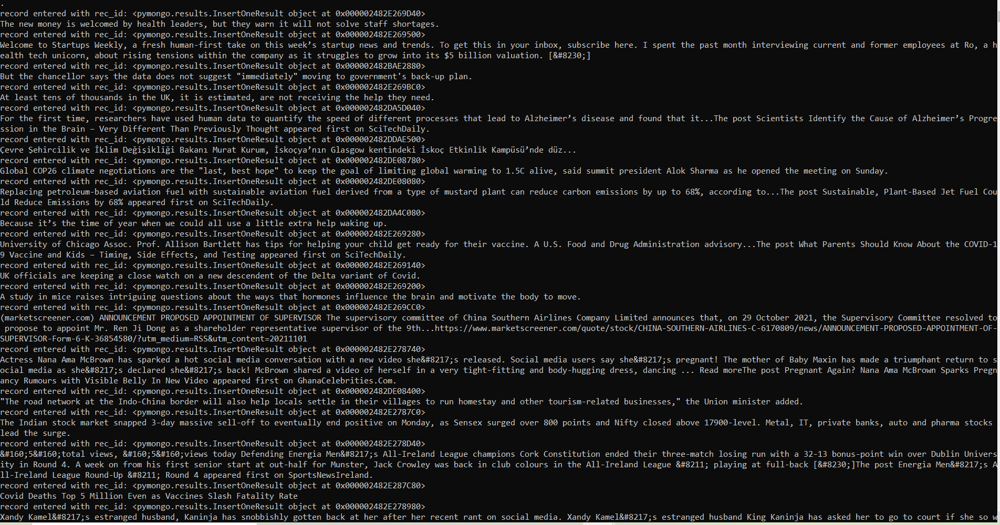 .
record entered with rec_id: <pymongo.results.InsertOneResult object at 0x000002482E269D40>
The new money is welcomed by health leaders, but they warn it will not solve staff shortages.
record entered with rec_id: <pymongo.results.InsertOneResult object at 0x000002482E269500>
Welcome to Startups Weekly, a fresh human-first take on this week’s startup news and trends. To get this in your inbox, subscribe here. I spent the past month interviewing current and former employees at Ro, a h
ealth tech unicorn, about rising tensions within the company as it struggles to grow into its $5 billion valuation. [&#8230;]
record entered with rec_id: <pymongo.results.InsertOneResult object at 0x000002482BAE2880>
But the chancellor says the data does not suggest "immediately" moving to government's back-up plan.
record entered with rec_id: <pymongo.results.InsertOneResult object at 0x000002482E269BC0>
At least tens of thousands in the UK, it is estimated, are not receiving the help they need.
record entered with rec_id: <pymongo.results.InsertOneResult object at 0x000002482DA5D040>
For the first time, researchers have used human data to quantify the speed of different processes that lead to Alzheimer’s disease and found that it...The post Scientists Identify the Cause of Alzheimer’s Progre
ssion in the Brain – Very Different Than Previously Thought appeared first on SciTechDaily.
record entered with rec_id: <pymongo.results.InsertOneResult object at 0x000002482DDAE500>
Çevre Şehircilik ve İklim Değişikliği Bakanı Murat Kurum, İskoçya’nın Glasgow kentindeki İskoç Etkinlik Kampüsü’nde düz...
record entered with rec_id: <pymongo.results.InsertOneResult object at 0x000002482DE08780>
Global COP26 climate negotiations are the "last, best hope" to keep the goal of limiting global warming to 1.5C alive, said summit president Alok Sharma as he opened the meeting on Sunday.
record entered with rec_id: <pymongo.results.InsertOneResult object at 0x000002482DE08080>
Replacing petroleum-based aviation fuel with sustainable aviation fuel derived from a type of mustard plant can reduce carbon emissions by up to 68%, according to...The post Sustainable, Plant-Based Jet Fuel Cou
ld Reduce Emissions by 68% appeared first on SciTechDaily.
record entered with rec_id: <pymongo.results.InsertOneResult object at 0x000002482DA4C080>
Because it’s the time of year when we could all use a little extra help waking up.
record entered with rec_id: <pymongo.results.InsertOneResult object at 0x000002482E269280>
University of Chicago Assoc. Prof. Allison Bartlett has tips for helping your child get ready for their vaccine. A U.S. Food and Drug Administration advisory...The post What Parents Should Know About the COVID-1
9 Vaccine and Kids – Timing, Side Effects, and Testing appeared first on SciTechDaily.
record entered with rec_id: <pymongo.results.InsertOneResult object at 0x000002482E269140>
UK officials are keeping a close watch on a new descendent of the Delta variant of Covid.
record entered with rec_id: <pymongo.results.InsertOneResult object at 0x000002482E269200>
A study in mice raises intriguing questions about the ways that hormones influence the brain and motivate the body to move.
record entered with rec_id: <pymongo.results.InsertOneResult object at 0x000002482E269CC0>
(marketscreener.com) ANNOUNCEMENT PROPOSED APPOINTMENT OF SUPERVISOR The supervisory committee of China Southern Airlines Company Limited announces that, on 29 October 2021, the Supervisory Committee resolved to
 propose to appoint Mr. Ren Ji Dong as a shareholder representative supervisor of the 9th...https://www.marketscreener.com/quote/stock/CHINA-SOUTHERN-AIRLINES-C-6170809/news/ANNOUNCEMENT-PROPOSED-APPOINTMENT-OF-
SUPERVISOR-Form-6-K-36854580/?utm_medium=RSS&utm_content=20211101
record entered with rec_id: <pymongo.results.InsertOneResult object at 0x000002482E278740>
Actress Nana Ama McBrown has sparked a hot social media conversation with a new video she&#8217;s released. Social media users say she&#8217;s pregnant! The mother of Baby Maxin has made a triumphant return to s
ocial media as she&#8217;s declared she&#8217;s back! McBrown shared a video of herself in a very tight-fitting and body-hugging dress, dancing ... Read moreThe post Pregnant Again? Nana Ama McBrown Sparks Pregn
ancy Rumours with Visible Belly In New Video appeared first on GhanaCelebrities.Com.
record entered with rec_id: <pymongo.results.InsertOneResult object at 0x000002482DE08400>
"The road network at the Indo-China border will also help locals settle in their villages to run homestay and other tourism-related businesses," the Union minister added.
record entered with rec_id: <pymongo.results.InsertOneResult object at 0x000002482E2787C0>
The Indian stock market snapped 3-day massive sell-off to eventually end positive on Monday, as Sensex surged over 800 points and Nifty closed above 17900-level. Metal, IT, private banks, auto and pharma stocks
lead the surge.
record entered with rec_id: <pymongo.results.InsertOneResult object at 0x000002482E278D40>
&#160;5&#160;total views, &#160;5&#160;views today Defending Energia Men&#8217;s All-Ireland League champions Cork Constitution ended their three-match losing run with a 32-13 bonus-point win over Dublin Univers
ity in Round 4. A week on from his first senior start at out-half for Munster, Jack Crowley was back in club colours in the All-Ireland League &#8211; playing at full-back [&#8230;]The post Energia Men&#8217;s A
ll-Ireland League Round-Up &#8211; Round 4 appeared first on SportsNewsIreland.
record entered with rec_id: <pymongo.results.InsertOneResult object at 0x000002482E287C80>
Covid Deaths Top 5 Million Even as Vaccines Slash Fatality Rate
record entered with rec_id: <pymongo.results.InsertOneResult object at 0x000002482E278980>
Xandy Kamel&#8217;s estranged husband, Kaninja has snobbishly gotten back at her after her recent rant on social media. Xandy Kamel&#8217;s estranged husband King Kaninja has asked her to go to court if she so w